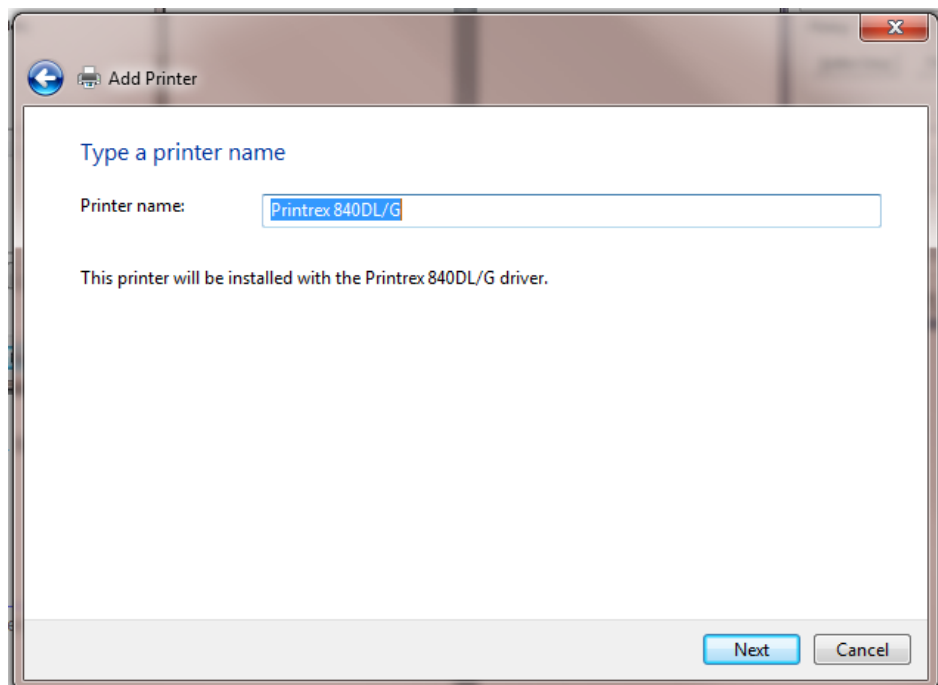 Add Printer
Type a printer name
Printer name: Printrex 840DL/G
This printer will be installed with the Printrex 840DL/G driver.
Next Cancel